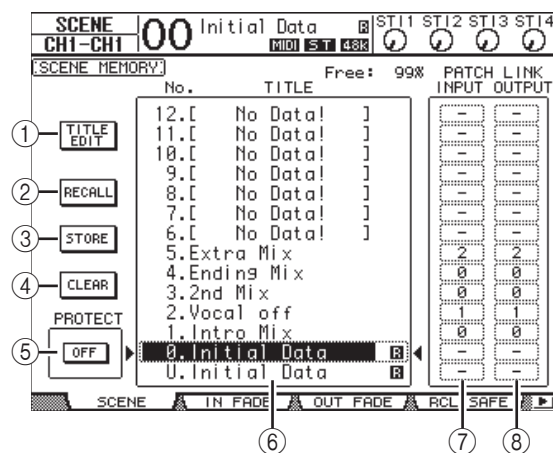 SCENE
CH1-CH1
00 Initial Data R
MIDI ST 48K
STI1 STI2 STI3 STI4
SCENE MEMORY
Free: 99%
PATCH LINK
No. TITLE
INPUT OUTPUT
12.[ No Data! ] - -
11.[ No Data! ] - -
10.[ No Data! ] - -
9.[ No Data! ] - -
8.[ No Data! ] - -
7.[ No Data! ] - -
6.[ No Data! ] - -
5.Extra Mix 2 2
4.Ending Mix 0 0
3.2nd Mix 0 0
2.Vocal off 1 1
1.Intro Mix 0 0
0.Initial Data R - -
U.Initial Data R - -
1 TITLE EDIT
2 RECALL
3 STORE
4 CLEAR
PROTECT
5 OFF
SCENE IN FADE OUT FADE RCL SAFE
6 7 8